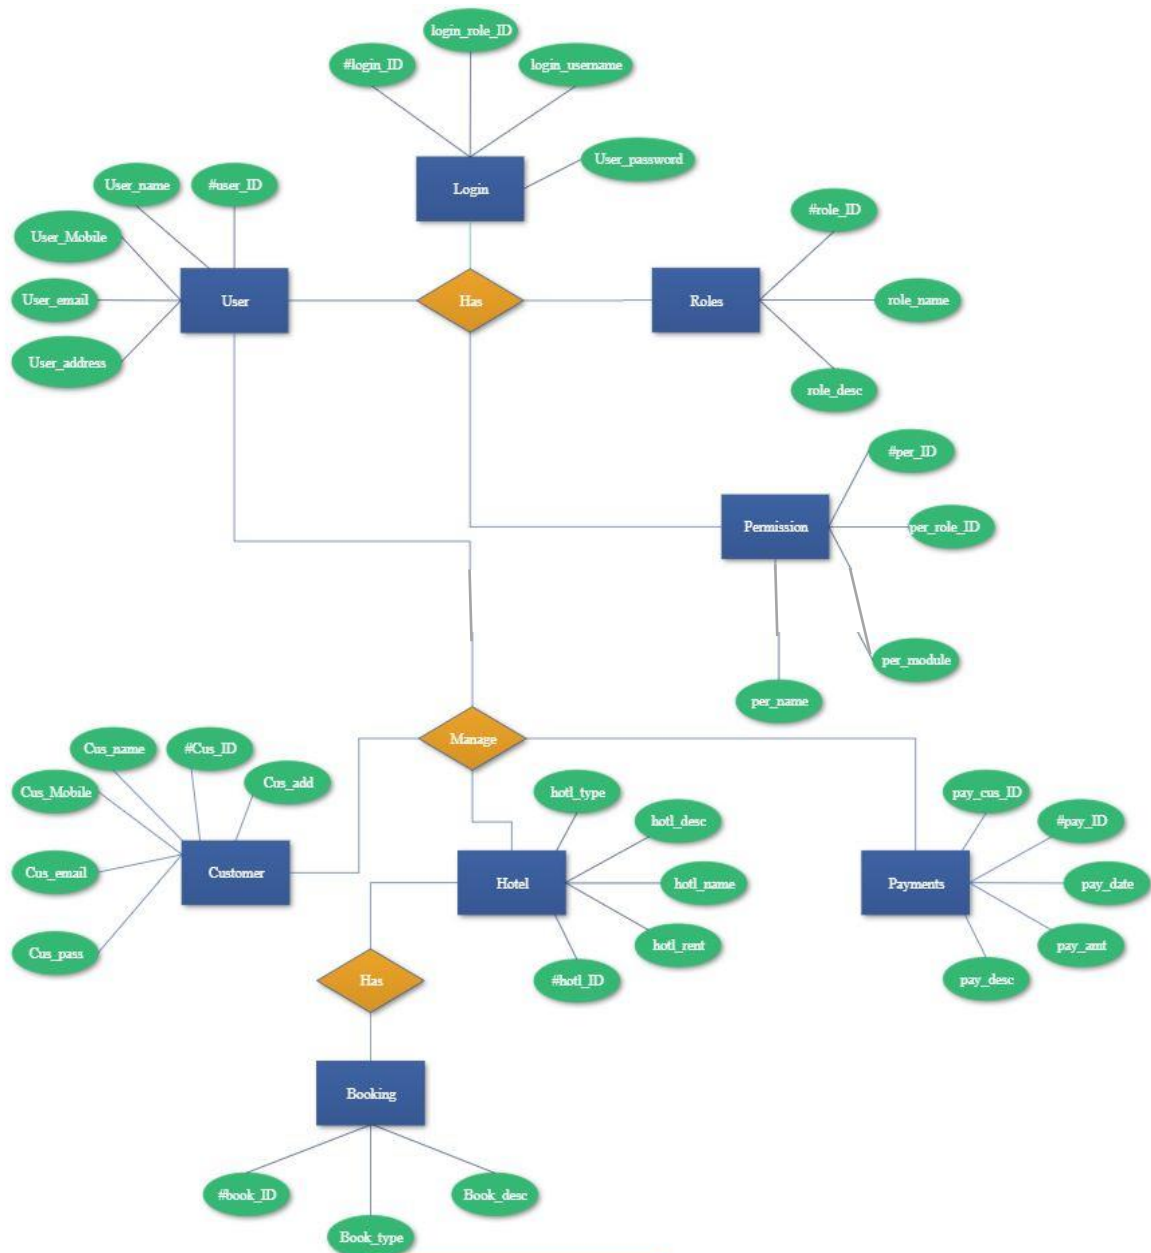 login_role_ID
#login_ID
login_username
User_password
Login
User_name
#user_ID
#role_ID
User_Mobile
User_email
User
Has
Roles
role_name
User_address
role_desc
#per_ID
Permission
per_role_ID
per_module
per_name
Manage
Cus_name
#Cus_ID
Cus_add
Cus_Mobile
Cus_email
Customer
Cus_pass
hotl_type
hotl_desc
Hotel
hotl_name
hotl_rent
#hotl_ID
pay_cus_ID
#pay_ID
Payments
pay_date
pay_amt
pay_desc
Has
Booking
#book_ID
Book_desc
Book_type